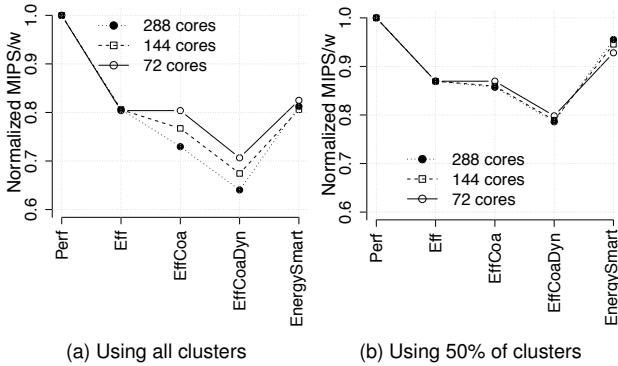 Normalized MIPS/w
1.0
0.9
0.8
0.7
0.6
288 cores
144 cores
72 cores
Perf
Eff
EffCoa
EffCoaDyn
EnergySmart
(a) Using all clusters
Normalized MIPS/w
1.0
0.9
0.8
0.7
0.6
288 cores
144 cores
72 cores
Perf
Eff
EffCoa
EffCoaDyn
EnergySmart
(b) Using 50% of clusters